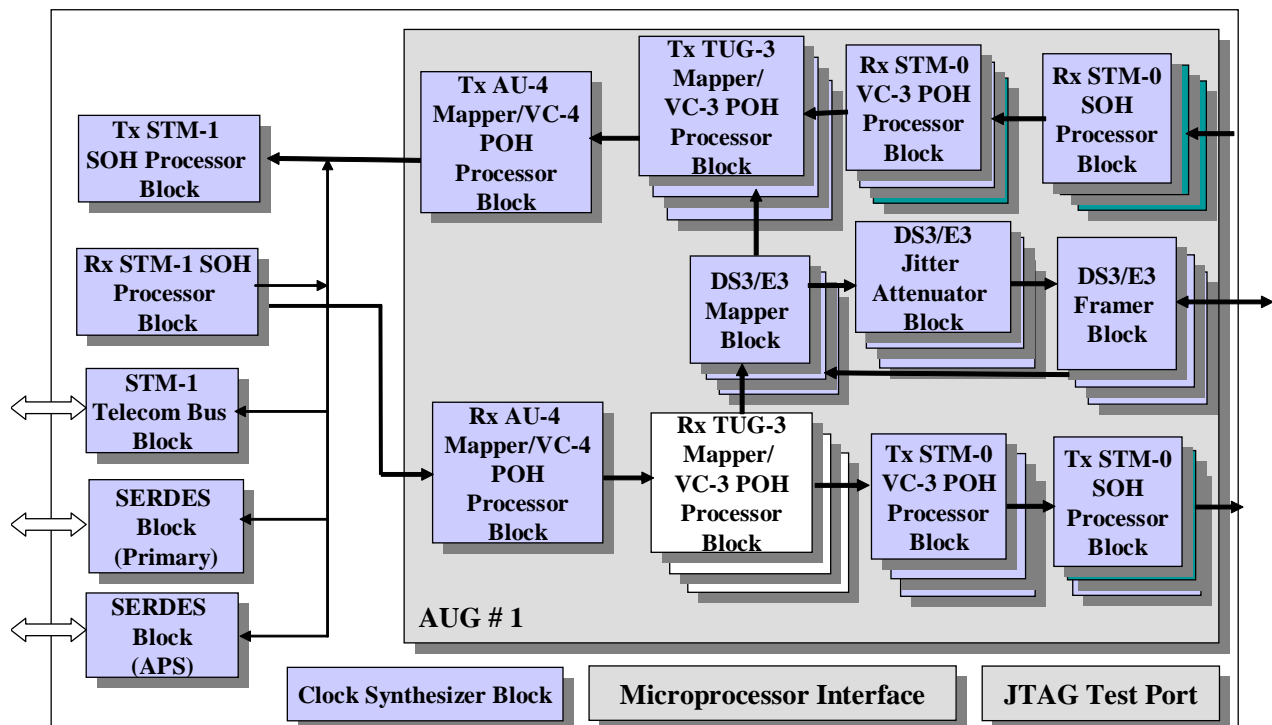 Tx STM-1
SOH Processor
Block
Rx STM-1 SOH
Processor
Block
STM-1
Telecom Bus
Block
SERDES
Block
(Primary)
SERDES
Block
(APS)
Tx AU-4
Mapper/VC-4
POH
Processor
Block
Tx TUG-3
Mapper/
VC-3 POH
Processor
Block
Rx STM-0
VC-3 POH
Processor
Block
Rx STM-0
SOH
Processor
Block
DS3/E3
Mapper
Block
DS3/E3
Jitter
Attenuator
Block
DS3/E3
Framer
Block
Rx AU-4
Mapper/VC-4
POH
Processor
Block
Rx TUG-3
Mapper/
VC-3 POH
Processor
Block
Tx STM-0
VC-3 POH
Processor
Block
Tx STM-0
SOH
Processor
Block
AUG # 1
Clock Synthesizer Block
Microprocessor Interface
JTAG Test Port